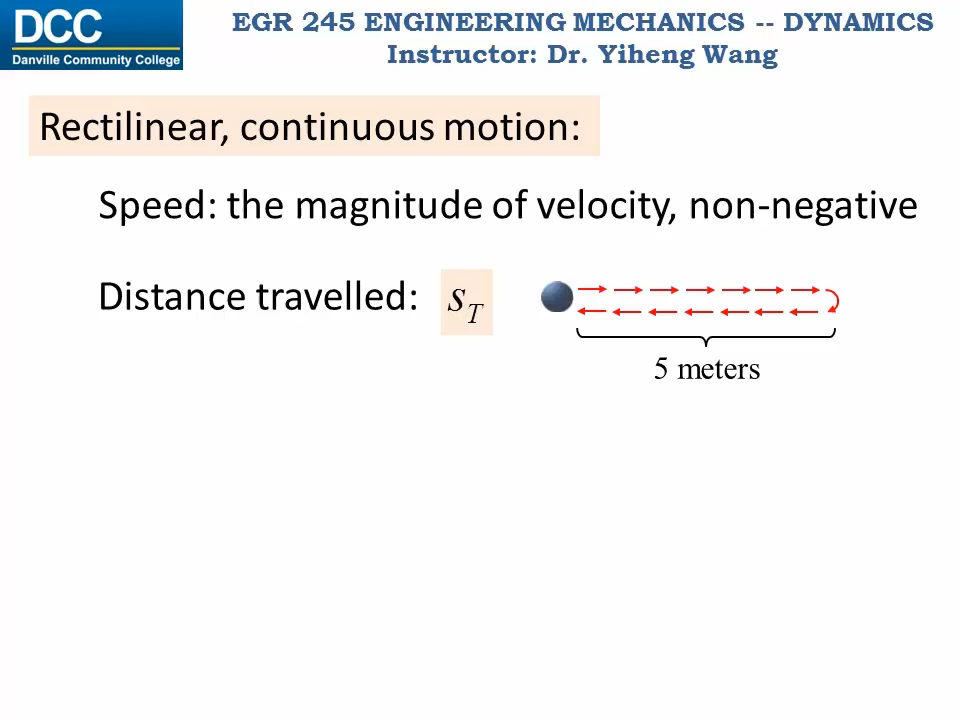 DCC
Danville Community College
EGR 245 ENGINEERING MECHANICS -- DYNAMICS
Instructor: Dr. Yiheng Wang
Rectilinear, continuous motion:
Speed: the magnitude of velocity, non-negative
Distance travelled: s_T
5 meters